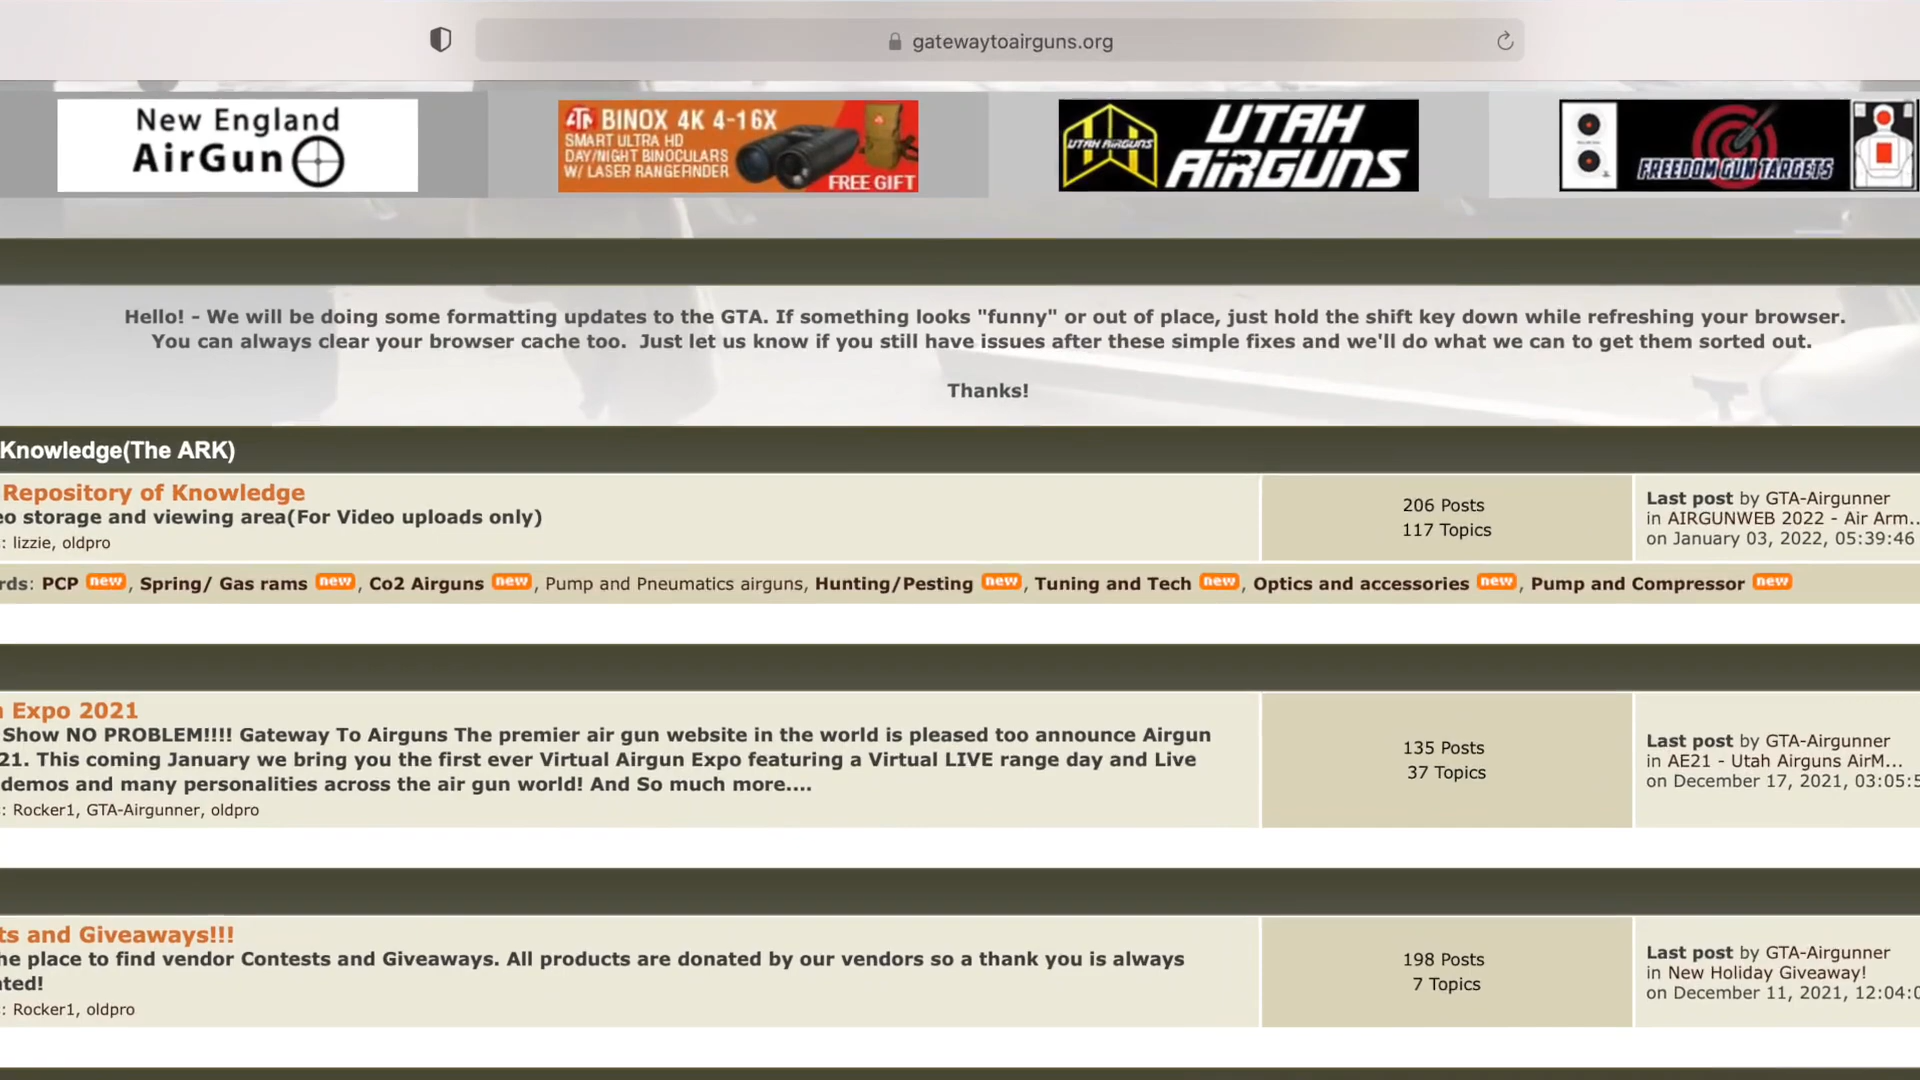 gatewaytoairguns.org
New England
AirGun
ATN BINOX 4K 4-16X
SMART ULTRA HD
DAY/NIGHT BINOCULARS
W/ LASER RANGEFINDER
FREE GIFT
UTAH AIRGUNS
UTAH
AIRGUNS
FREEDOM GUN TARGETS
Hello! - We will be doing some formatting updates to the GTA. If something looks "funny" or out of place, just hold the shift key down while refreshing your browser.
You can always clear your browser cache too.  Just let us know if you still have issues after these simple fixes and we'll do what we can to get them sorted out.
Thanks!
Knowledge(The ARK)
Repository of Knowledge
eo storage and viewing area(For Video uploads only)
: lizzie, oldpro
206 Posts
117 Topics
Last post by GTA-Airgunner
in AIRGUNWEB 2022 - Air Arm...
on January 03, 2022, 05:39:46
rds: PCP new, Spring/ Gas rams new, Co2 Airguns new, Pump and Pneumatics airguns, Hunting/Pesting new, Tuning and Tech new, Optics and accessories new, Pump and Compressor new
n Expo 2021
Show NO PROBLEM!!!! Gateway To Airguns The premier air gun website in the world is pleased too announce Airgun
21. This coming January we bring you the first ever Virtual Airgun Expo featuring a Virtual LIVE range day and Live
demos and many personalities across the air gun world! And So much more....
: Rocker1, GTA-Airgunner, oldpro
135 Posts
37 Topics
Last post by GTA-Airgunner
in AE21 - Utah Airguns AirM...
on December 17, 2021, 03:05:5
ts and Giveaways!!!
he place to find vendor Contests and Giveaways. All products are donated by our vendors so a thank you is always
ated!
: Rocker1, oldpro
198 Posts
7 Topics
Last post by GTA-Airgunner
in New Holiday Giveaway!
on December 11, 2021, 12:04:0